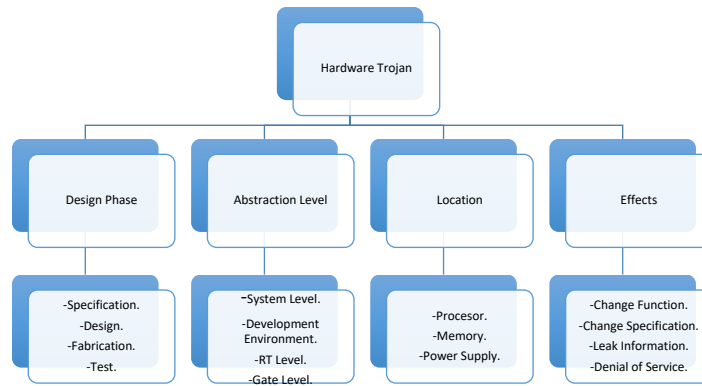 Hardware Trojan
Design Phase
Abstraction Level
Location
Effects
-Specification.
-Design.
-Fabrication.
-Test.
-System Level.
-Development
Environment.
-RT Level.
-Gate Level.
-Procesor.
-Memory.
-Power Supply.
-Change Function.
-Change Specification.
-Leak Information.
-Denial of Service.